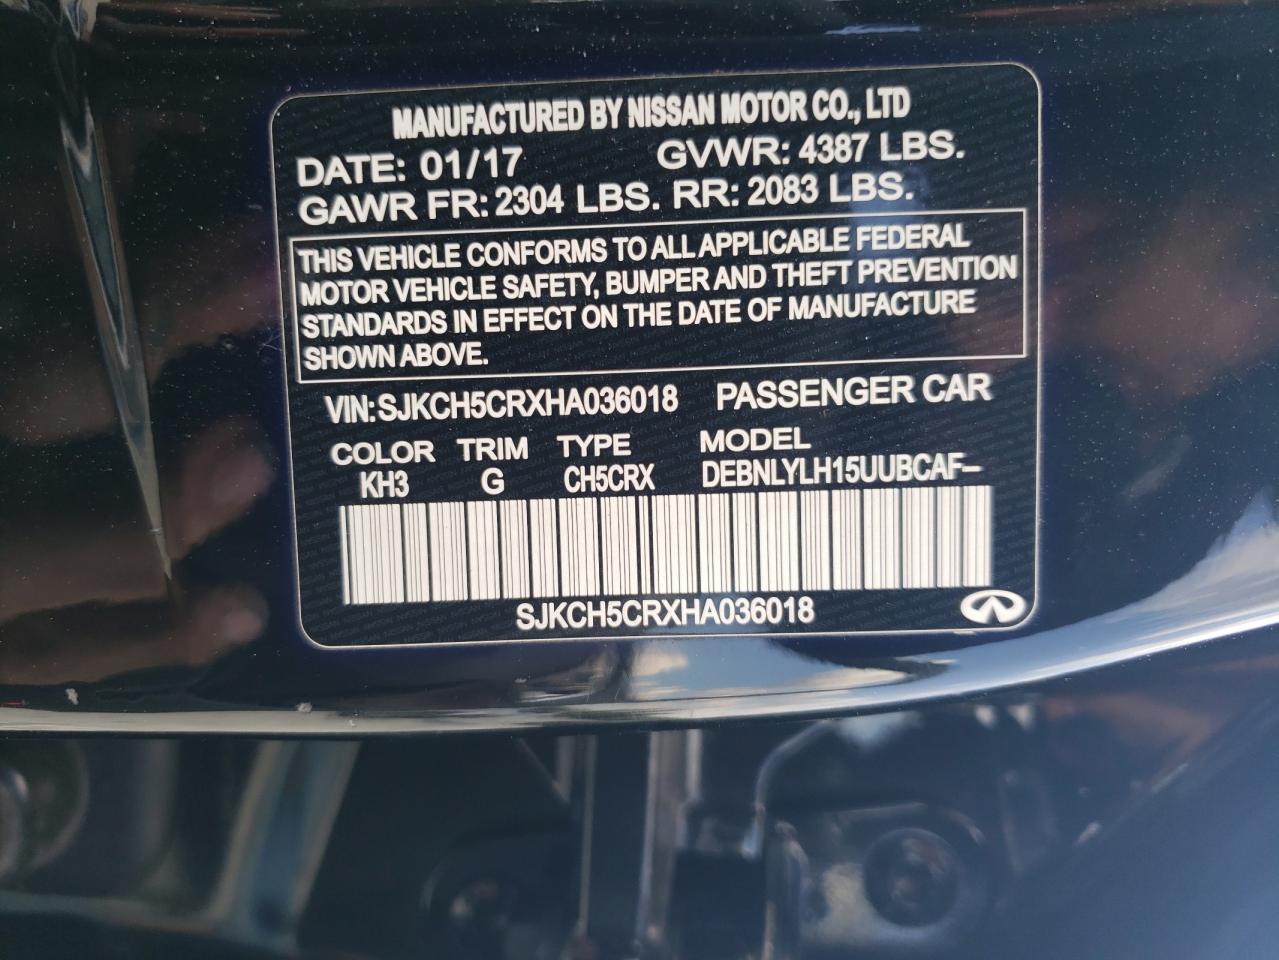 MANUFACTURED BY NISSAN MOTOR CO., LTD
DATE: 01/17 GVWR: 4387 LBS.
GAWR FR: 2304 LBS. RR: 2083 LBS.
THIS VEHICLE CONFORMS TO ALL APPLICABLE FEDERAL
MOTOR VEHICLE SAFETY, BUMPER AND THEFT PREVENTION
STANDARDS IN EFFECT ON THE DATE OF MANUFACTURE
SHOWN ABOVE.
VIN: SJKCH5CRXHA036018 PASSENGER CAR
COLOR TRIM TYPE MODEL
KH3 G CH5CRX DEBNLYLH15UUBCAF–
SJKCH5CRXHA036018